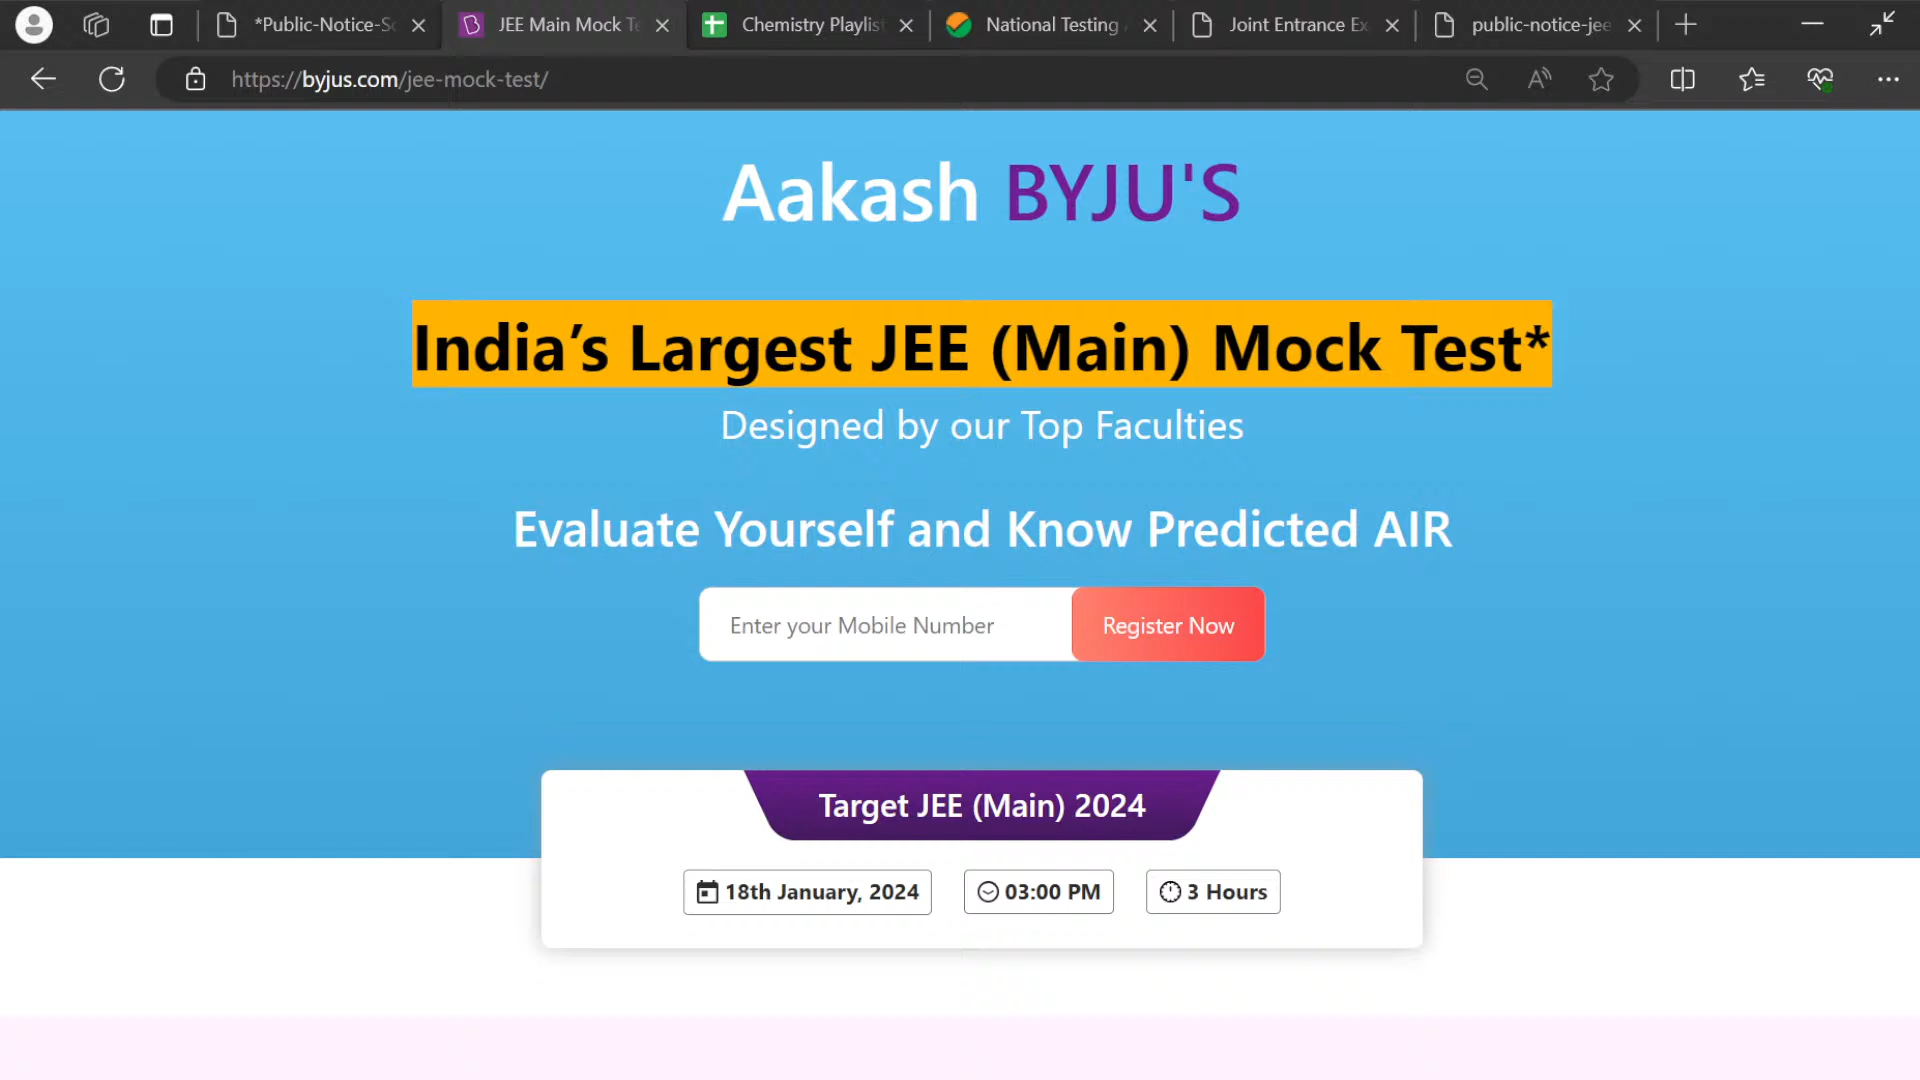 *Public-Notice-Sc
JEE Main Mock Te
Chemistry Playlist
National Testing
Joint Entrance Ex
public-notice-jee
https://byjus.com/jee-mock-test/
Aakash BYJU'S
India’s Largest JEE (Main) Mock Test*
Designed by our Top Faculties
Evaluate Yourself and Know Predicted AIR
Enter your Mobile Number
Register Now
Target JEE (Main) 2024
18th January, 2024
03:00 PM
3 Hours